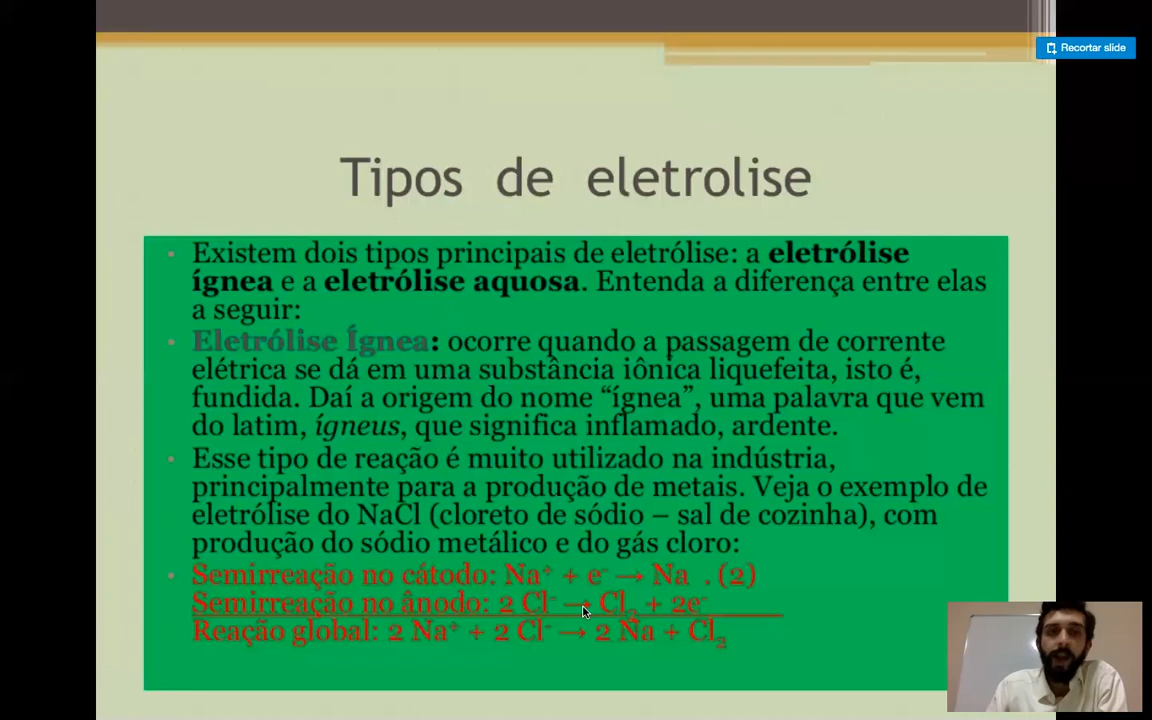 Recortar slide
Tipos de eletrolise
• Existem dois tipos principais de eletrólise: a eletrólise
ígnea e a eletrólise aquosa. Entenda a diferença entre elas
a seguir:
• Eletrólise Ígnea: ocorre quando a passagem de corrente
elétrica se dá em uma substância iônica liquefeita, isto é,
fundida. Daí a origem do nome “ígnea”, uma palavra que vem
do latim, ígneus, que significa inflamado, ardente.
• Esse tipo de reação é muito utilizado na indústria,
principalmente para a produção de metais. Veja o exemplo de
eletrólise do NaCl (cloreto de sódio – sal de cozinha), com
produção do sódio metálico e do gás cloro:
• Semirreação no cátodo: Na⁺ + e⁻ → Na . (2)
Semirreação no ânodo: 2 Cl⁻ → Cl₂ + 2e⁻
Reação global: 2 Na⁺ + 2 Cl⁻ → 2 Na + Cl₂